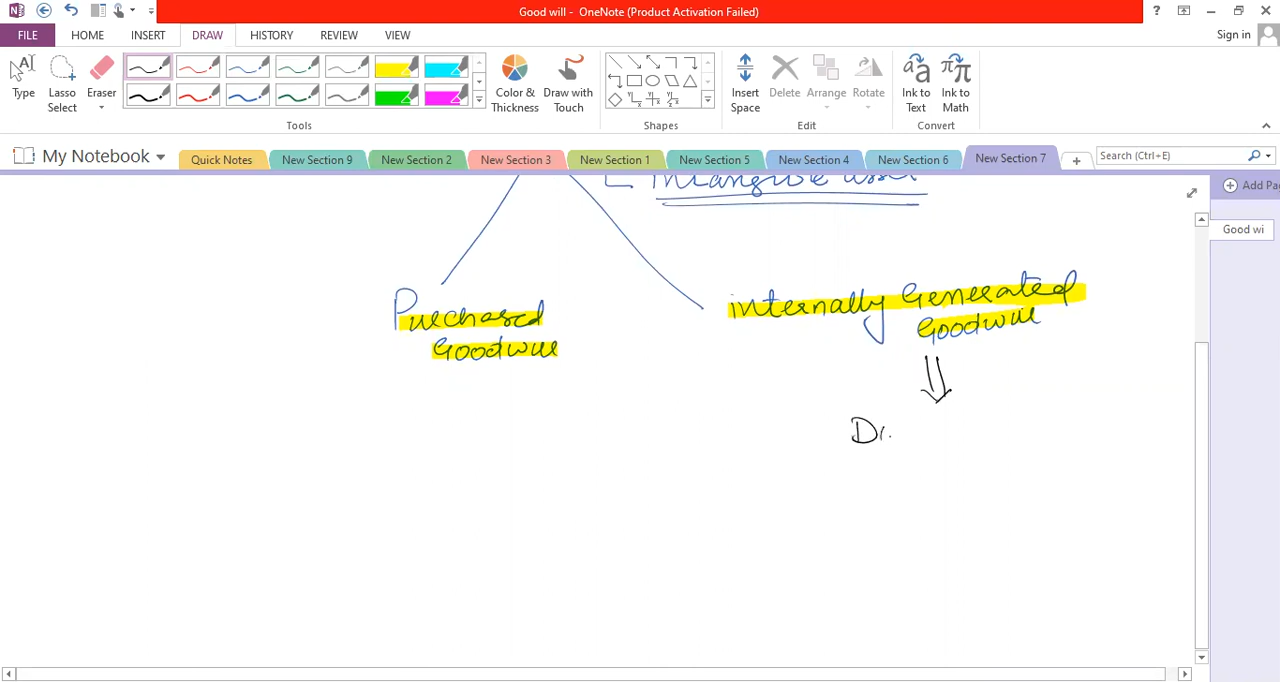 Good will - OneNote (Product Activation Failed)
FILE HOME INSERT DRAW HISTORY REVIEW VIEW
Sign in
Type
Lasso Select
Eraser
Color & Thickness
Draw with Touch
Insert Space
Delete
Arrange
Rotate
Ink to Text
Ink to Math
Tools
Shapes
Edit
Convert
My Notebook
Quick Notes New Section 9 New Section 2 New Section 3 New Section 1 New Section 5 New Section 4 New Section 6 New Section 7
Search (Ctrl+E)
Add Pa
Good wi
Intangible asset
Purchased
Goodwill
internally Generated
Goodwill